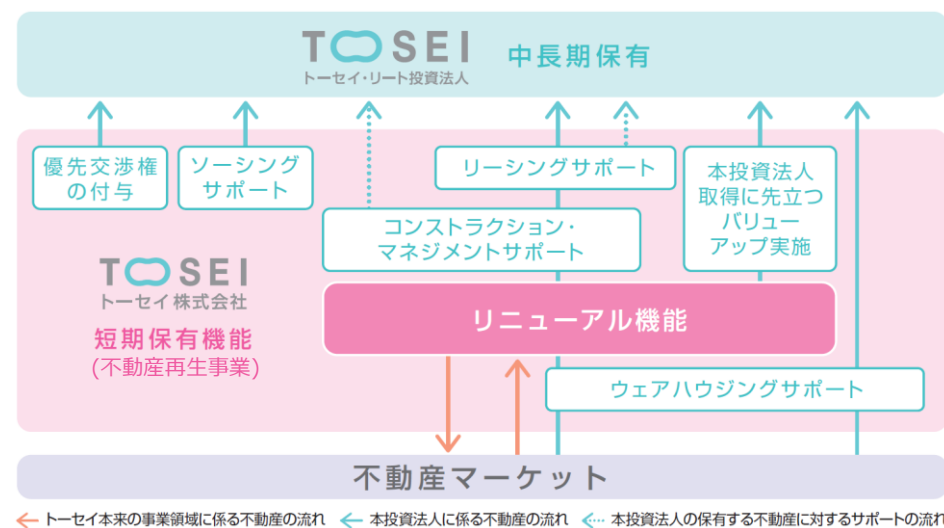 TOSEI 中長期保有
トーセイ・リート投資法人
優先交渉権
の付与
ソーシング
サポート
リーシングサポート
本投資法人
取得に先立つ
バリュー
アップ実施
コンストラクション・
マネジメントサポート
TOSEI
トーセイ株式会社
短期保有機能
(不動産再生事業)
リニューアル機能
ウェアハウジングサポート
不動産マーケット
トーセイ本来の事業領域に係る不動産の流れ 本投資法人に係る不動産の流れ 本投資法人の保有する不動産に対するサポートの流れ